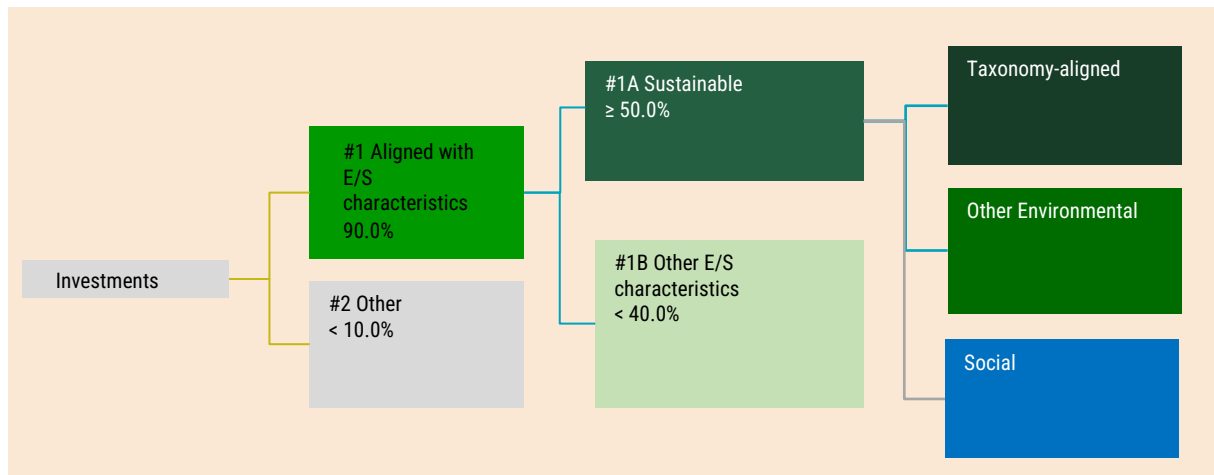 Investments
#1 Aligned with
E/S
characteristics
90.0%
#2 Other
< 10.0%
#1A Sustainable
≥ 50.0%
#1B Other E/S
characteristics
< 40.0%
Taxonomy-aligned
Other Environmental
Social